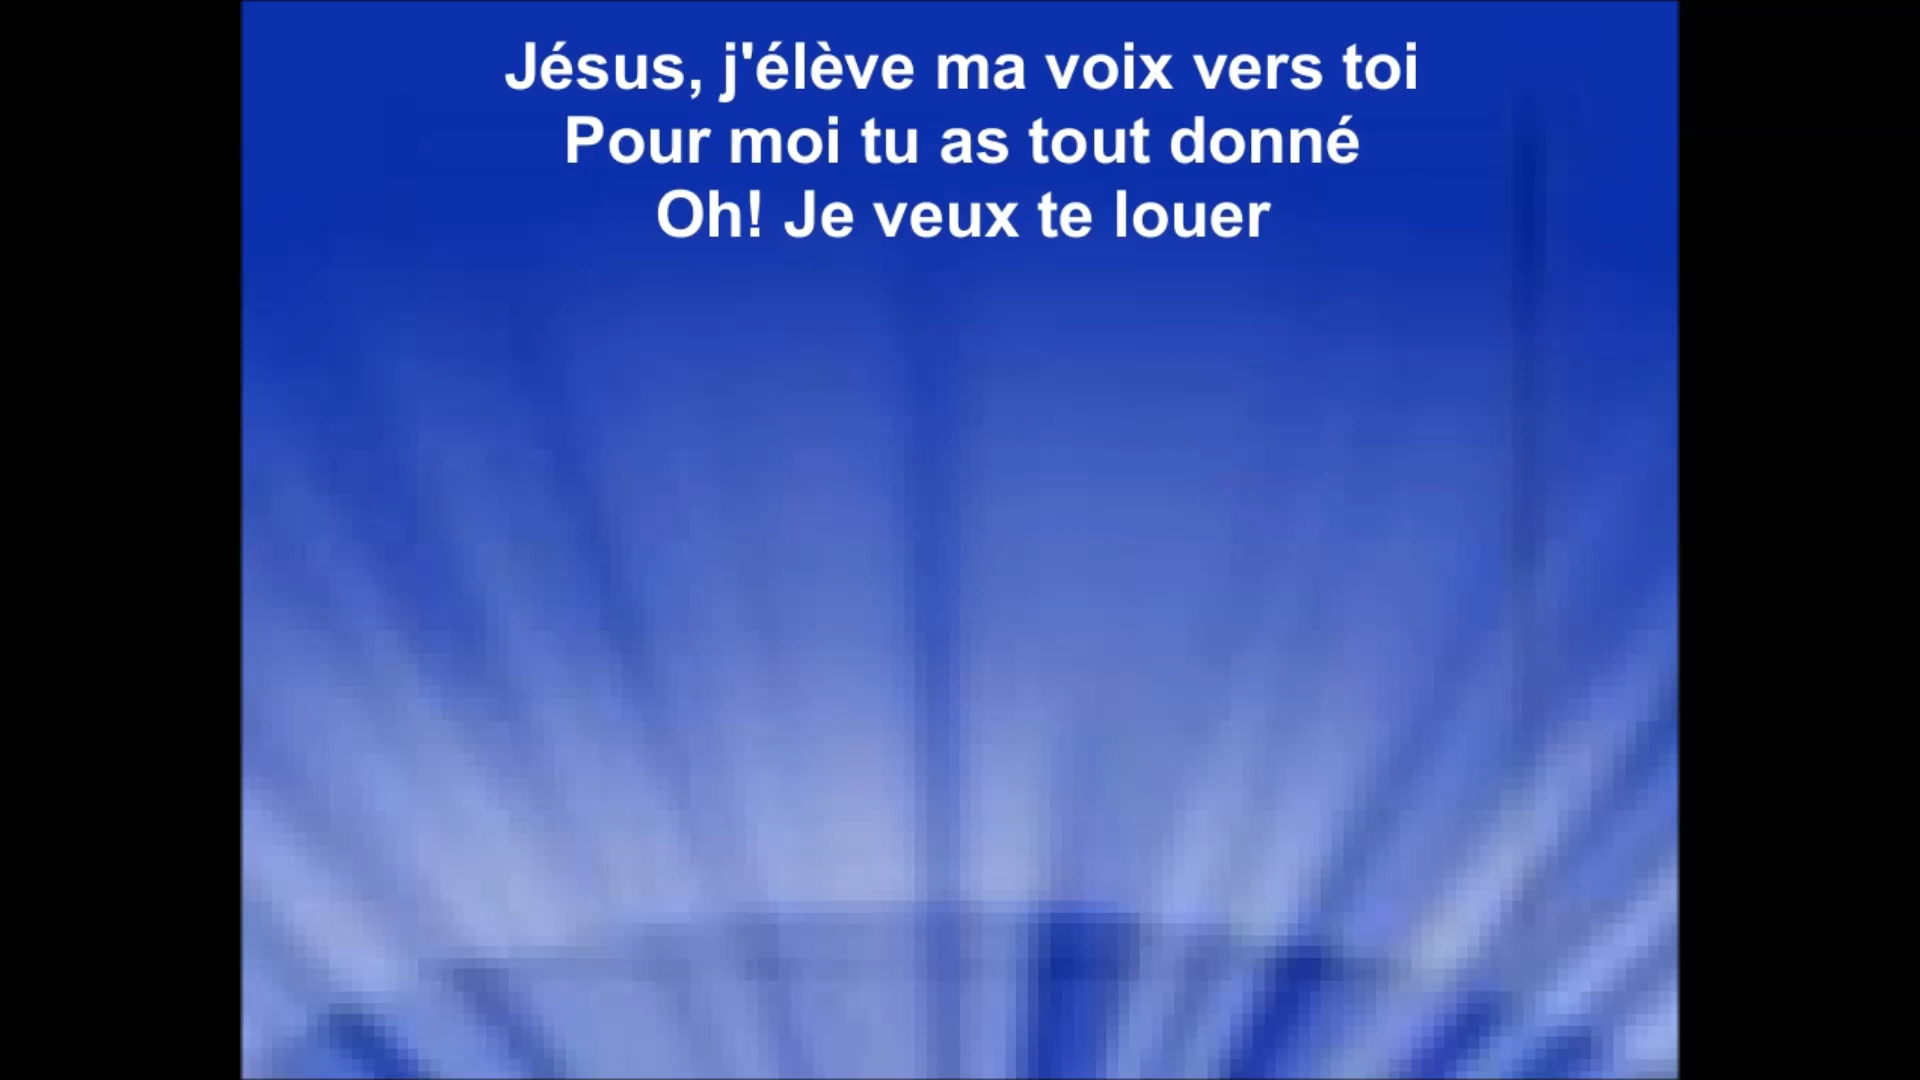 Jésus, j'élève ma voix vers toi
Pour moi tu as tout donné
Oh! Je veux te louer